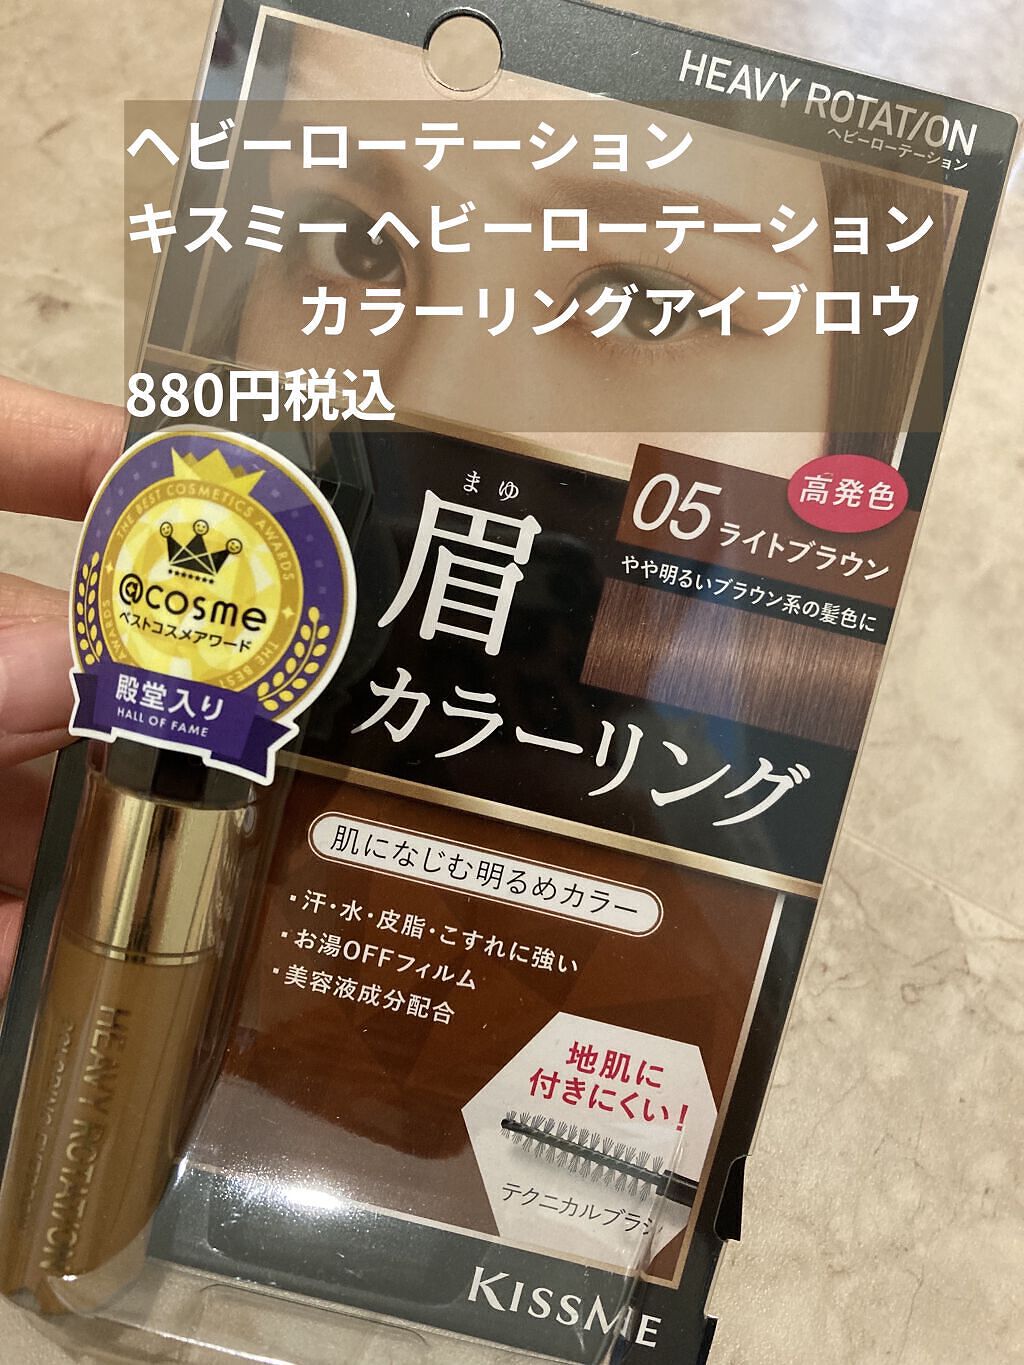 HEAVY ROTATION
ヘビーローテーション
ヘビーローテーション
キスミー ヘビーローテーション
カラーリングアイブロウ
880円税込
高発色
05 ライトブラウン
やや明るいブラウン系の髪色に
まゆ
眉
カラーリング
THE BEST COSMETICS AWARDS
@cosme
ベストコスメアワード
THE BEST
AWARDS
殿堂入り
HALL OF FAME
肌になじむ明るめカラー
・汗・水・皮脂・こすれに強い
・お湯OFFフィルム
・美容液成分配合
地肌に
付きにくい！
テクニカルブラシ
HEAVY ROTATION
KISSME